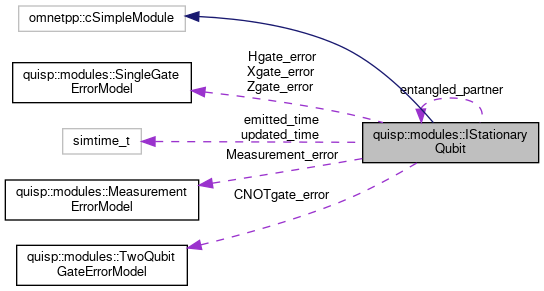 omnetpp::cSimpleModule
quisp::modules::SingleGate
ErrorModel
Hgate_error
Xgate_error
Zgate_error
entangled_partner
simtime_t
emitted_time
updated_time
quisp::modules::IStationary
Qubit
Measurement_error
quisp::modules::Measurement
ErrorModel
CNOTgate_error
quisp::modules::TwoQubit
GateErrorModel